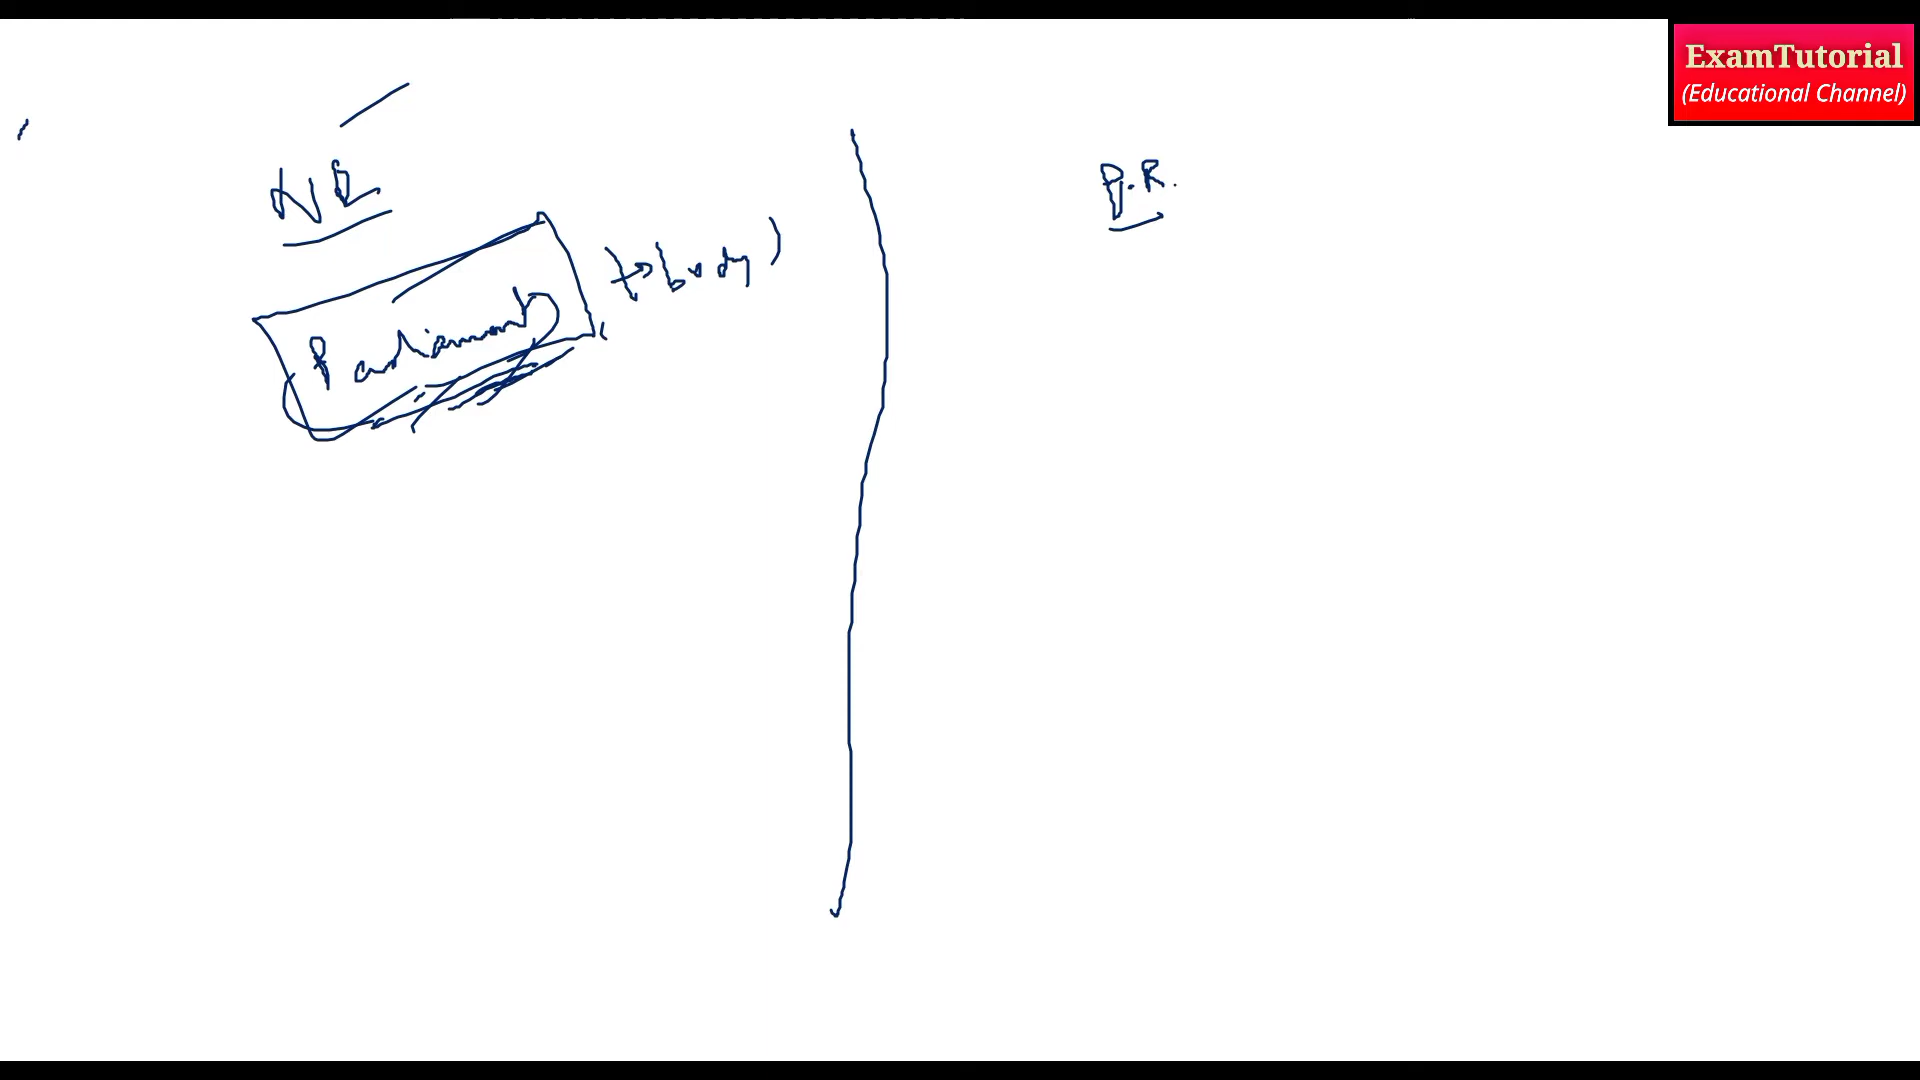 ExamTutorial
(Educational Channel)
NE
P.R.
body)
Parliament